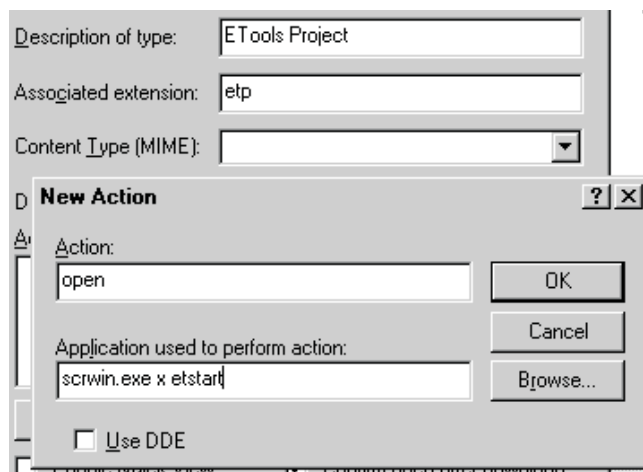 Description of type: ETools Project
Associated extension: etp
Content Type (MIME):
D
New Action
Action:
open
OK
Cancel
Application used to perform action:
scrwin.exe x etstart
Browse...
Use DDE